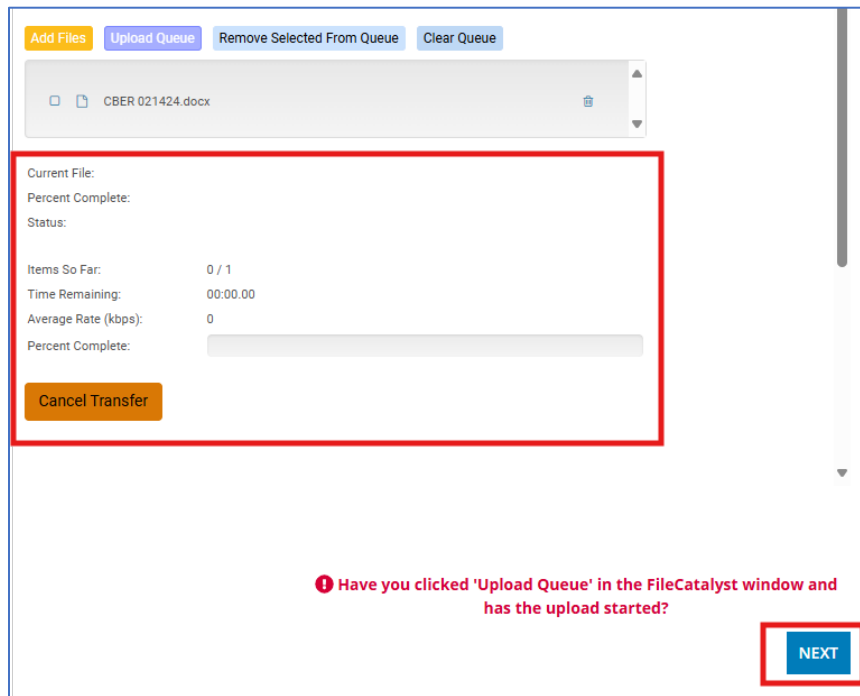 Add Files Upload Queue Remove Selected From Queue Clear Queue
CBER 021424.docx
Current File:
Percent Complete:
Status:
Items So Far: 0 / 1
Time Remaining: 00:00.00
Average Rate (kbps): 0
Percent Complete:
Cancel Transfer
Have you clicked 'Upload Queue' in the FileCatalyst window and
has the upload started?
NEXT